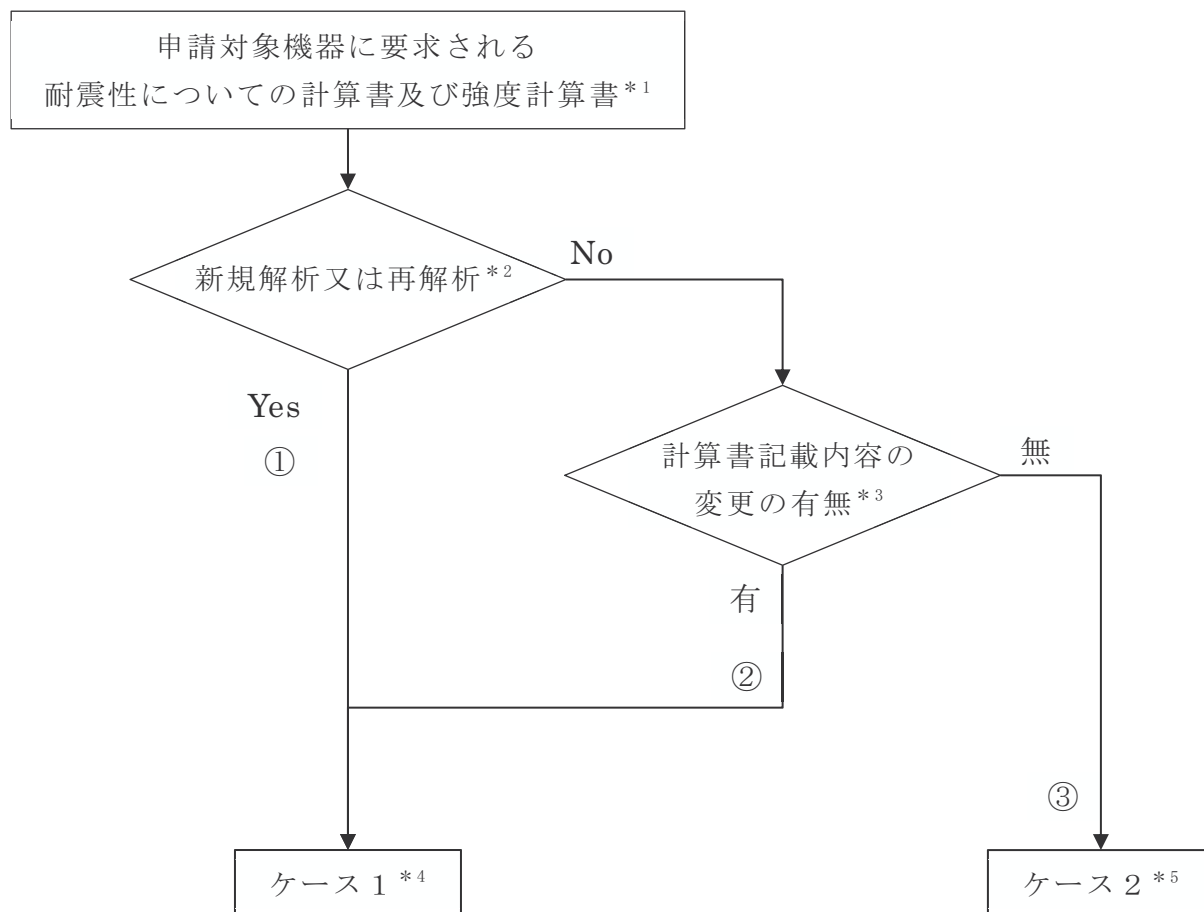 申請対象機器に要求される
耐震性についての計算書及び強度計算書*1
新規解析又は再解析*2
No
Yes
①
計算書記載内容の
変更の有無*3
無
有
②
③
ケース1*4
ケース2*5